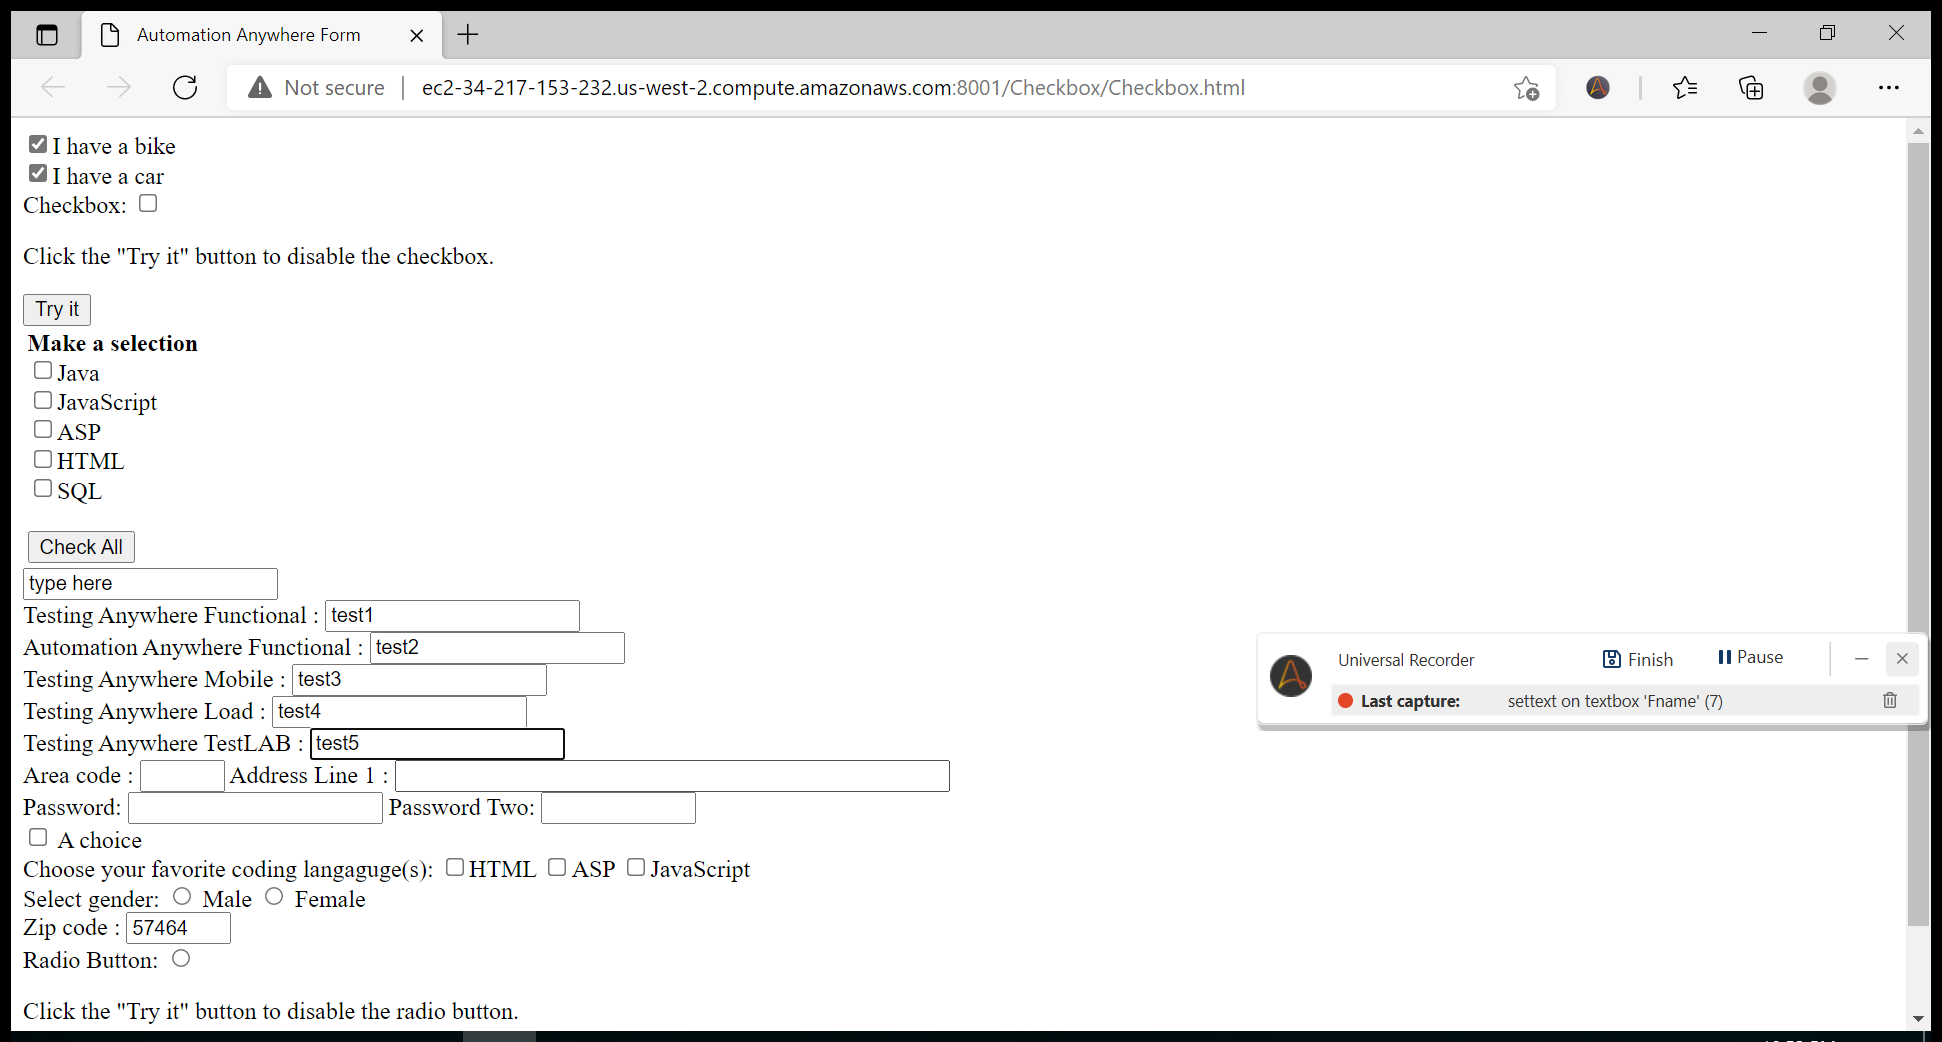 Automation Anywhere Form
Not secure | ec2-34-217-153-232.us-west-2.compute.amazonaws.com:8001/Checkbox/Checkbox.html
I have a bike
I have a car
Checkbox:
Click the "Try it" button to disable the checkbox.
Try it
Make a selection
Java
JavaScript
ASP
HTML
SQL
Check All
type here
Testing Anywhere Functional : test1
Automation Anywhere Functional : test2
Testing Anywhere Mobile : test3
Testing Anywhere Load : test4
Testing Anywhere TestLAB : test5
Area code : Address Line 1 :
Password: Password Two:
A choice
Choose your favorite coding langaguge(s): HTML ASP JavaScript
Select gender: Male Female
Zip code : 57464
Radio Button:
Click the "Try it" button to disable the radio button.
Universal Recorder Finish Pause
Last capture: settext on textbox 'Fname' (7)